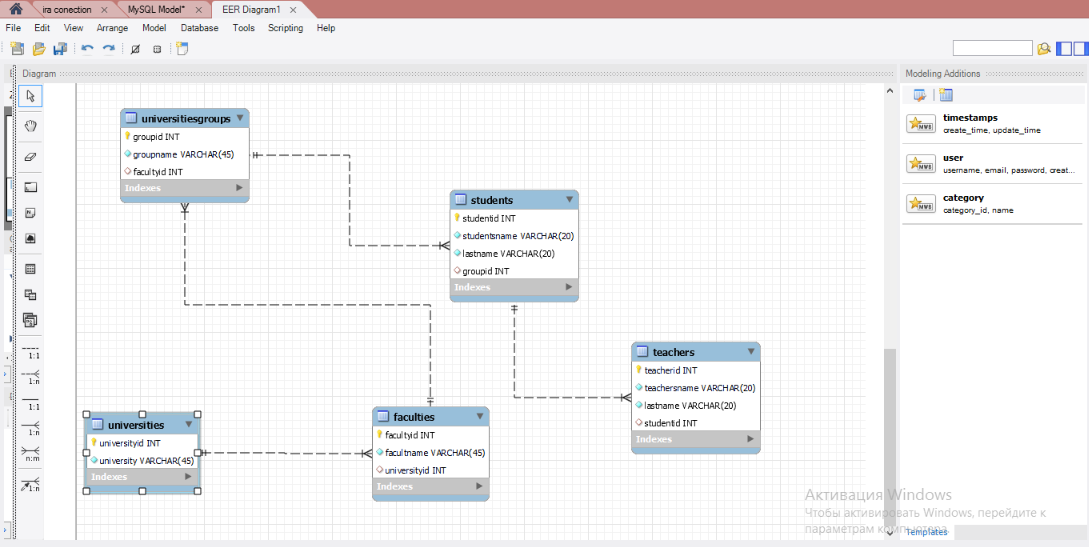 ira conection
MySQL Model*
EER Diagram1
File Edit View Arrange Model Database Tools Scripting Help
Diagram
Modeling Additions
timestamps
create_time, update_time
user
username, email, password, creat...
category
category_id, name
universitiesgroups
groupid INT
groupname VARCHAR(45)
facultyid INT
Indexes
students
studentid INT
studentsname VARCHAR(20)
lastname VARCHAR(20)
groupid INT
Indexes
teachers
teacherid INT
teachersname VARCHAR(20)
lastname VARCHAR(20)
studentid INT
Indexes
universities
universityid INT
university VARCHAR(45)
Indexes
faculties
facultyid INT
facultname VARCHAR(45)
universityid INT
Indexes
1:1
1:n
1:1
1:n
n:m
1:n
Активация Windows
Чтобы активировать Windows, перейдите к
параметрам компьютера.
Templates